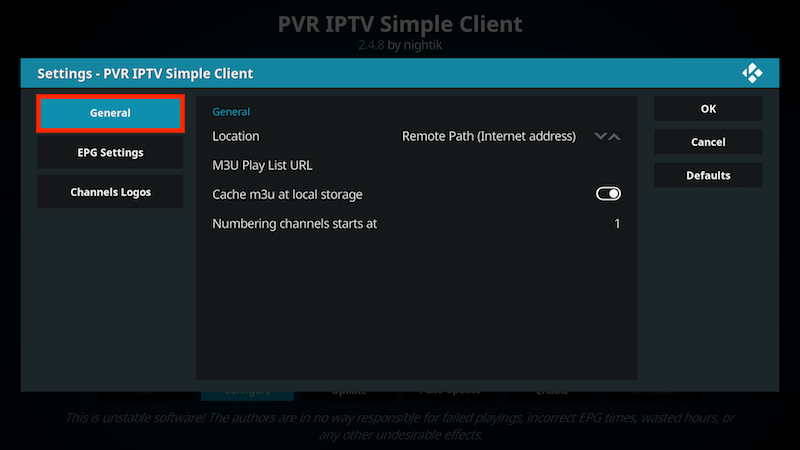 PVR IPTV Simple Client
2.4.8 by nightik
Settings - PVR IPTV Simple Client
General
EPG Settings
Channels Logos
General
Location Remote Path (Internet address)
M3U Play List URL
Cache m3u at local storage
Numbering channels starts at 1
OK
Cancel
Defaults
Configure Update Auto-update Enable
This is unstable software! The authors are in no way responsible for failed playings, incorrect EPG times, wasted hours, or
any other undesirable effects.